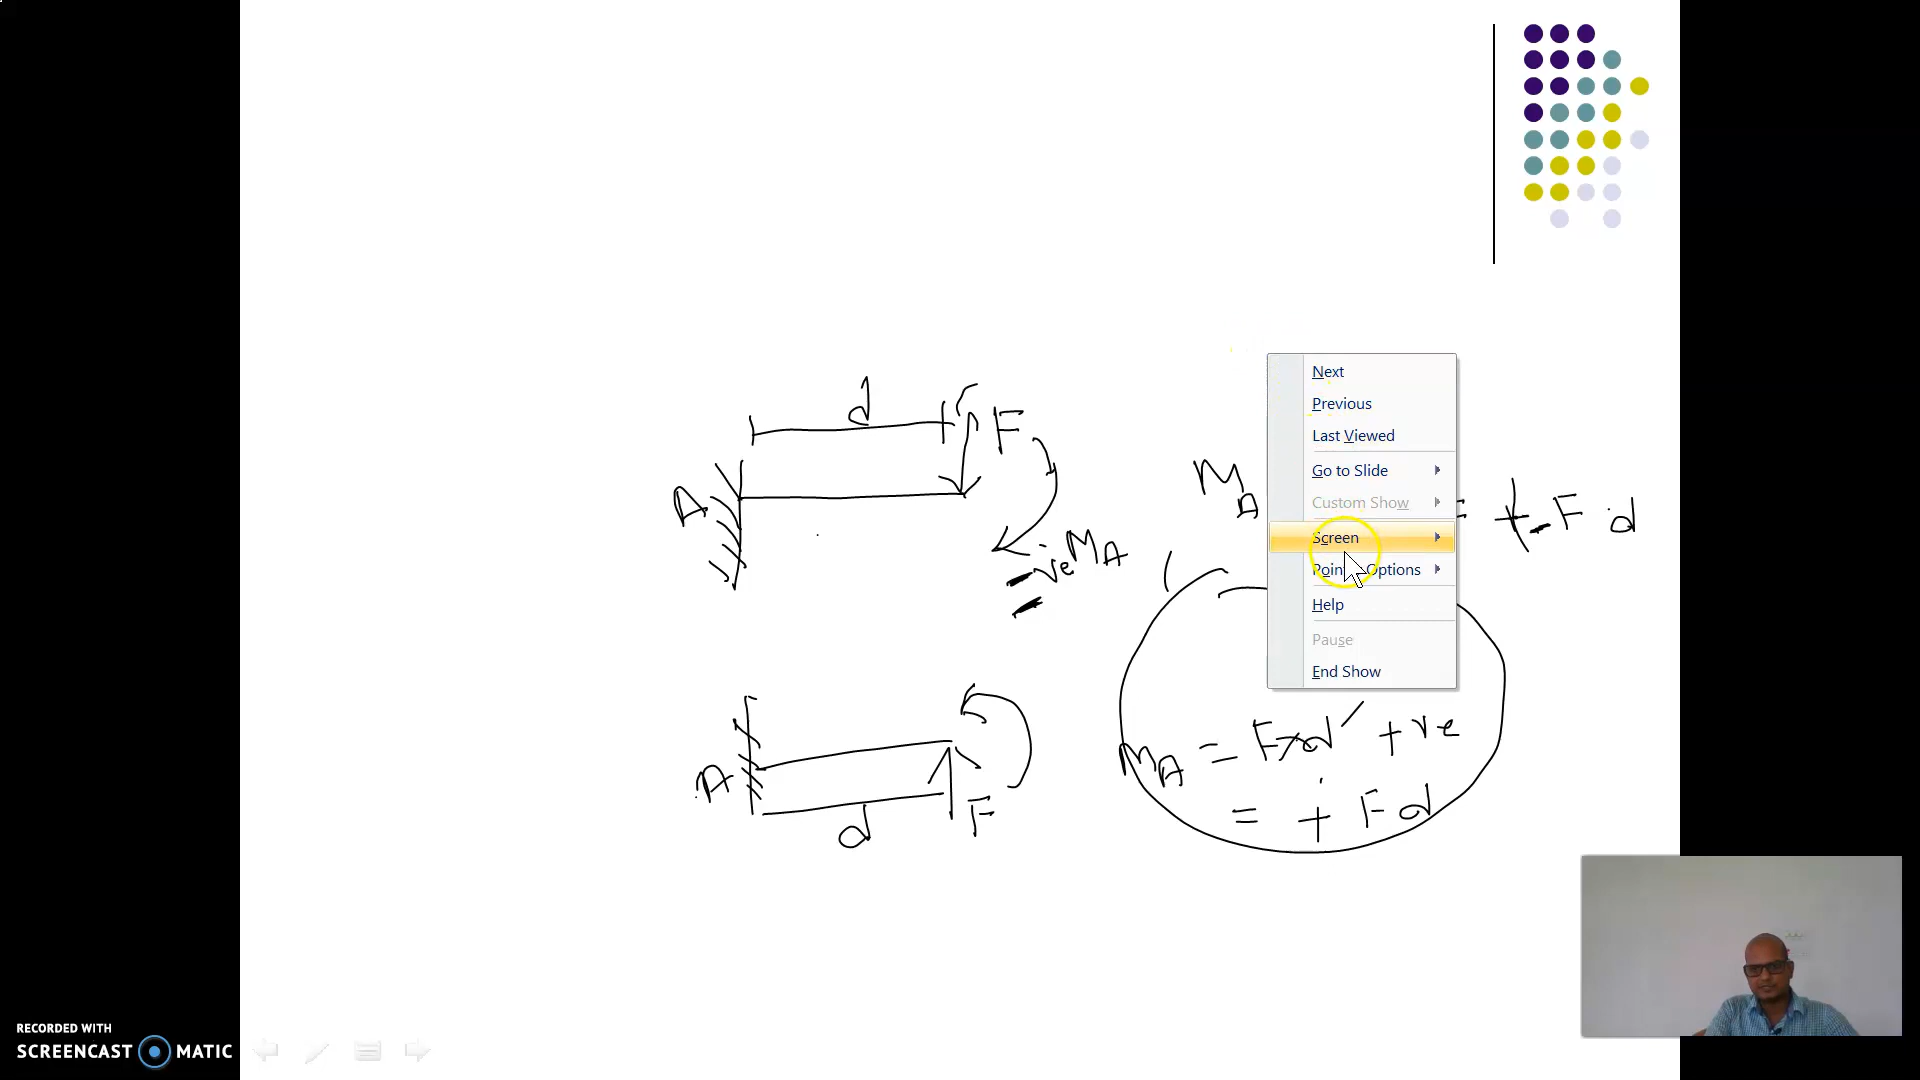 d
F
A
-ve MA
MA
= - F d
Next
Previous
Last Viewed
Go to Slide
Custom Show
Screen
Options
Help
Pause
End Show
A
d
F
MA = F×d +ve
= + F d
RECORDED WITH
SCREENCAST MATIC